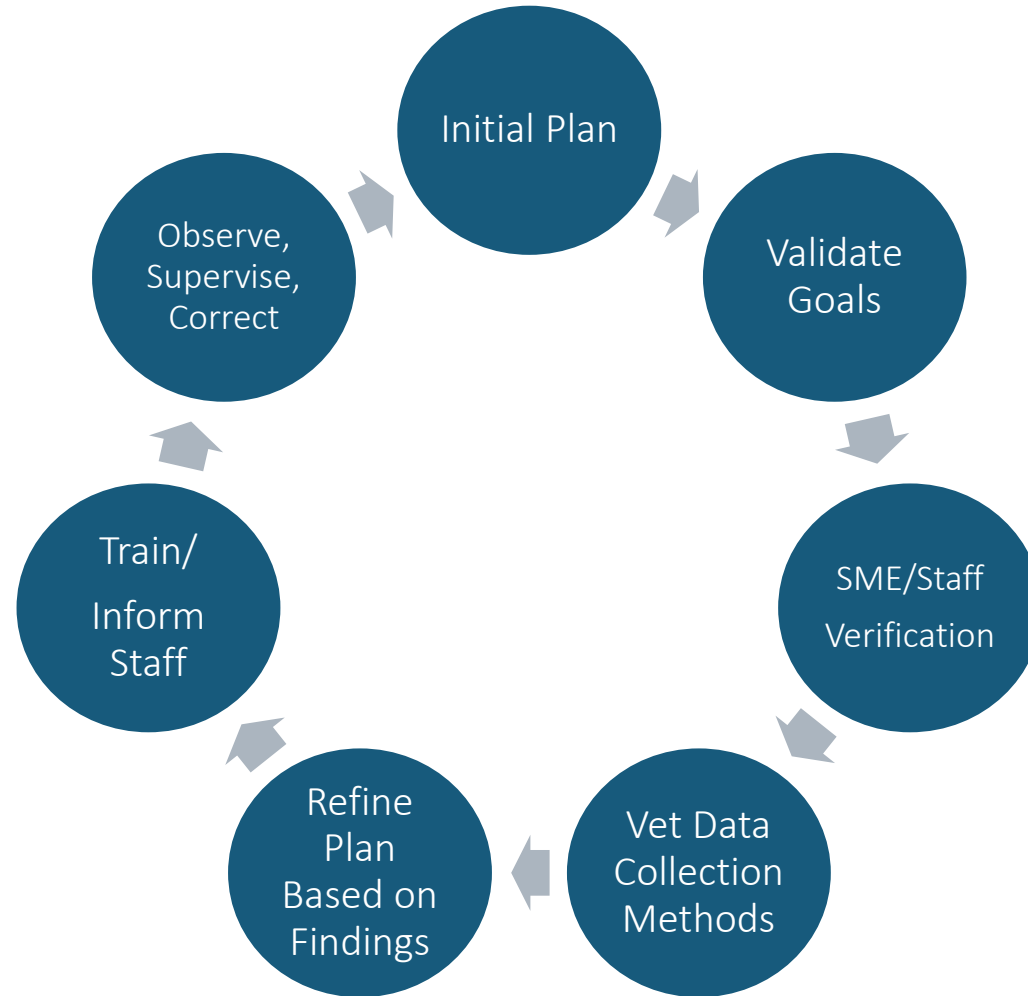 Initial Plan
Validate
Goals
SME/Staff
Verification
Vet Data
Collection
Methods
Refine
Plan
Based on
Findings
Train/
Inform
Staff
Observe,
Supervise,
Correct